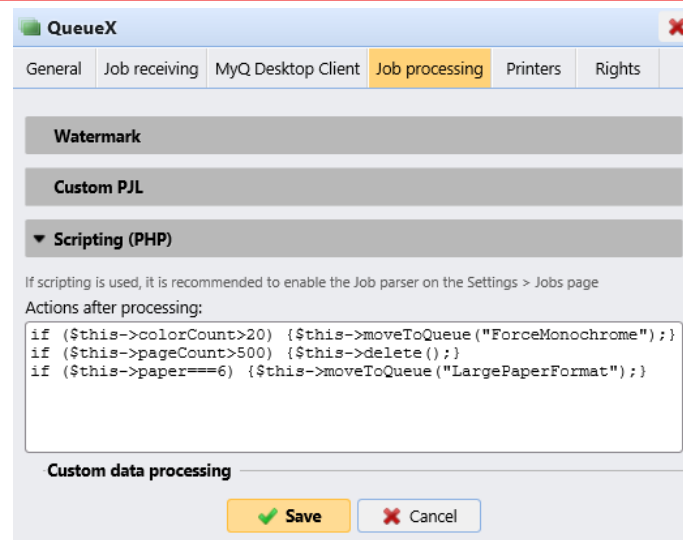 QueueX
General Job receiving MyQ Desktop Client Job processing Printers Rights
Watermark
Custom PJL
Scripting (PHP)
If scripting is used, it is recommended to enable the Job parser on the Settings > Jobs page
Actions after processing:
if ($this->colorCount>20) {$this->moveToQueue("ForceMonochrome");}
if ($this->pageCount>500) {$this->delete();}
if ($this->paper===6) {$this->moveToQueue("LargePaperFormat");}
Custom data processing
Save Cancel